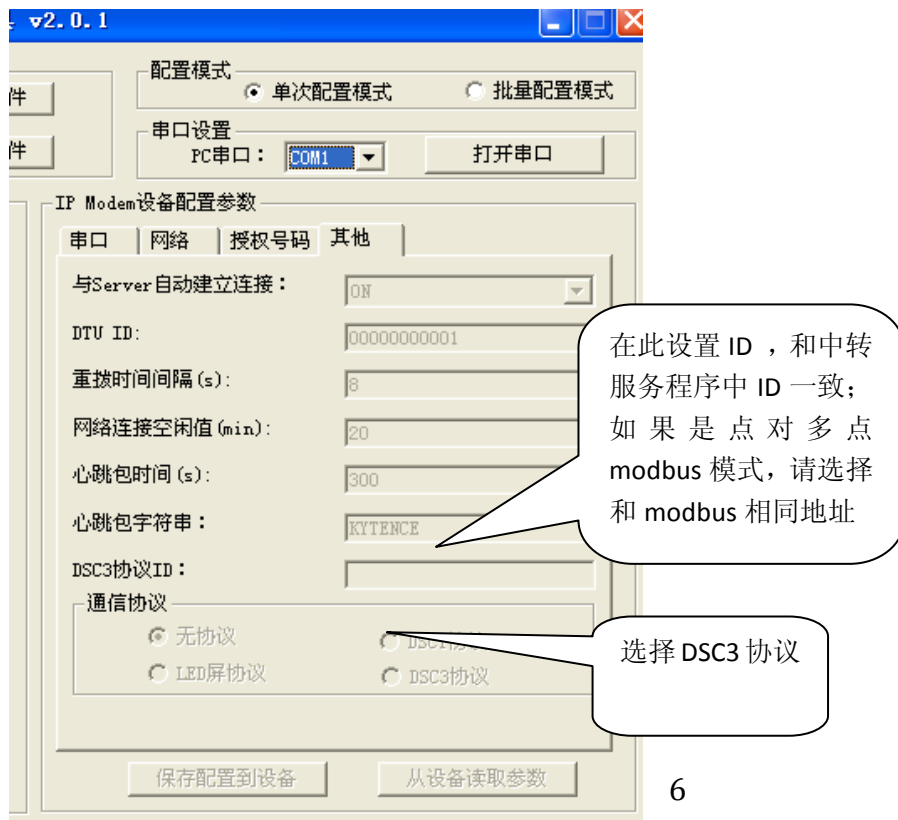 v2.0.1
配置模式
单次配置模式
批量配置模式
件
串口设置
PC串口：
COM1
打开串口
件
IP Modem设备配置参数
串口
网络
授权号码
其他
与Server自动建立连接：
ON
DTU ID:
00000000001
重拨时间间隔(s):
8
网络连接空闲值(min):
20
心跳包时间(s):
300
心跳包字符串：
KYTENCE
DSC3协议ID：
通信协议
无协议
LED屏协议
DSC3协议
保存配置到设备
从设备读取参数
在此设置 ID ，和中转
服务程序中 ID 一致；
如果是点对多点
modbus 模式，请选择
和 modbus 相同地址
选择 DSC3 协议
6